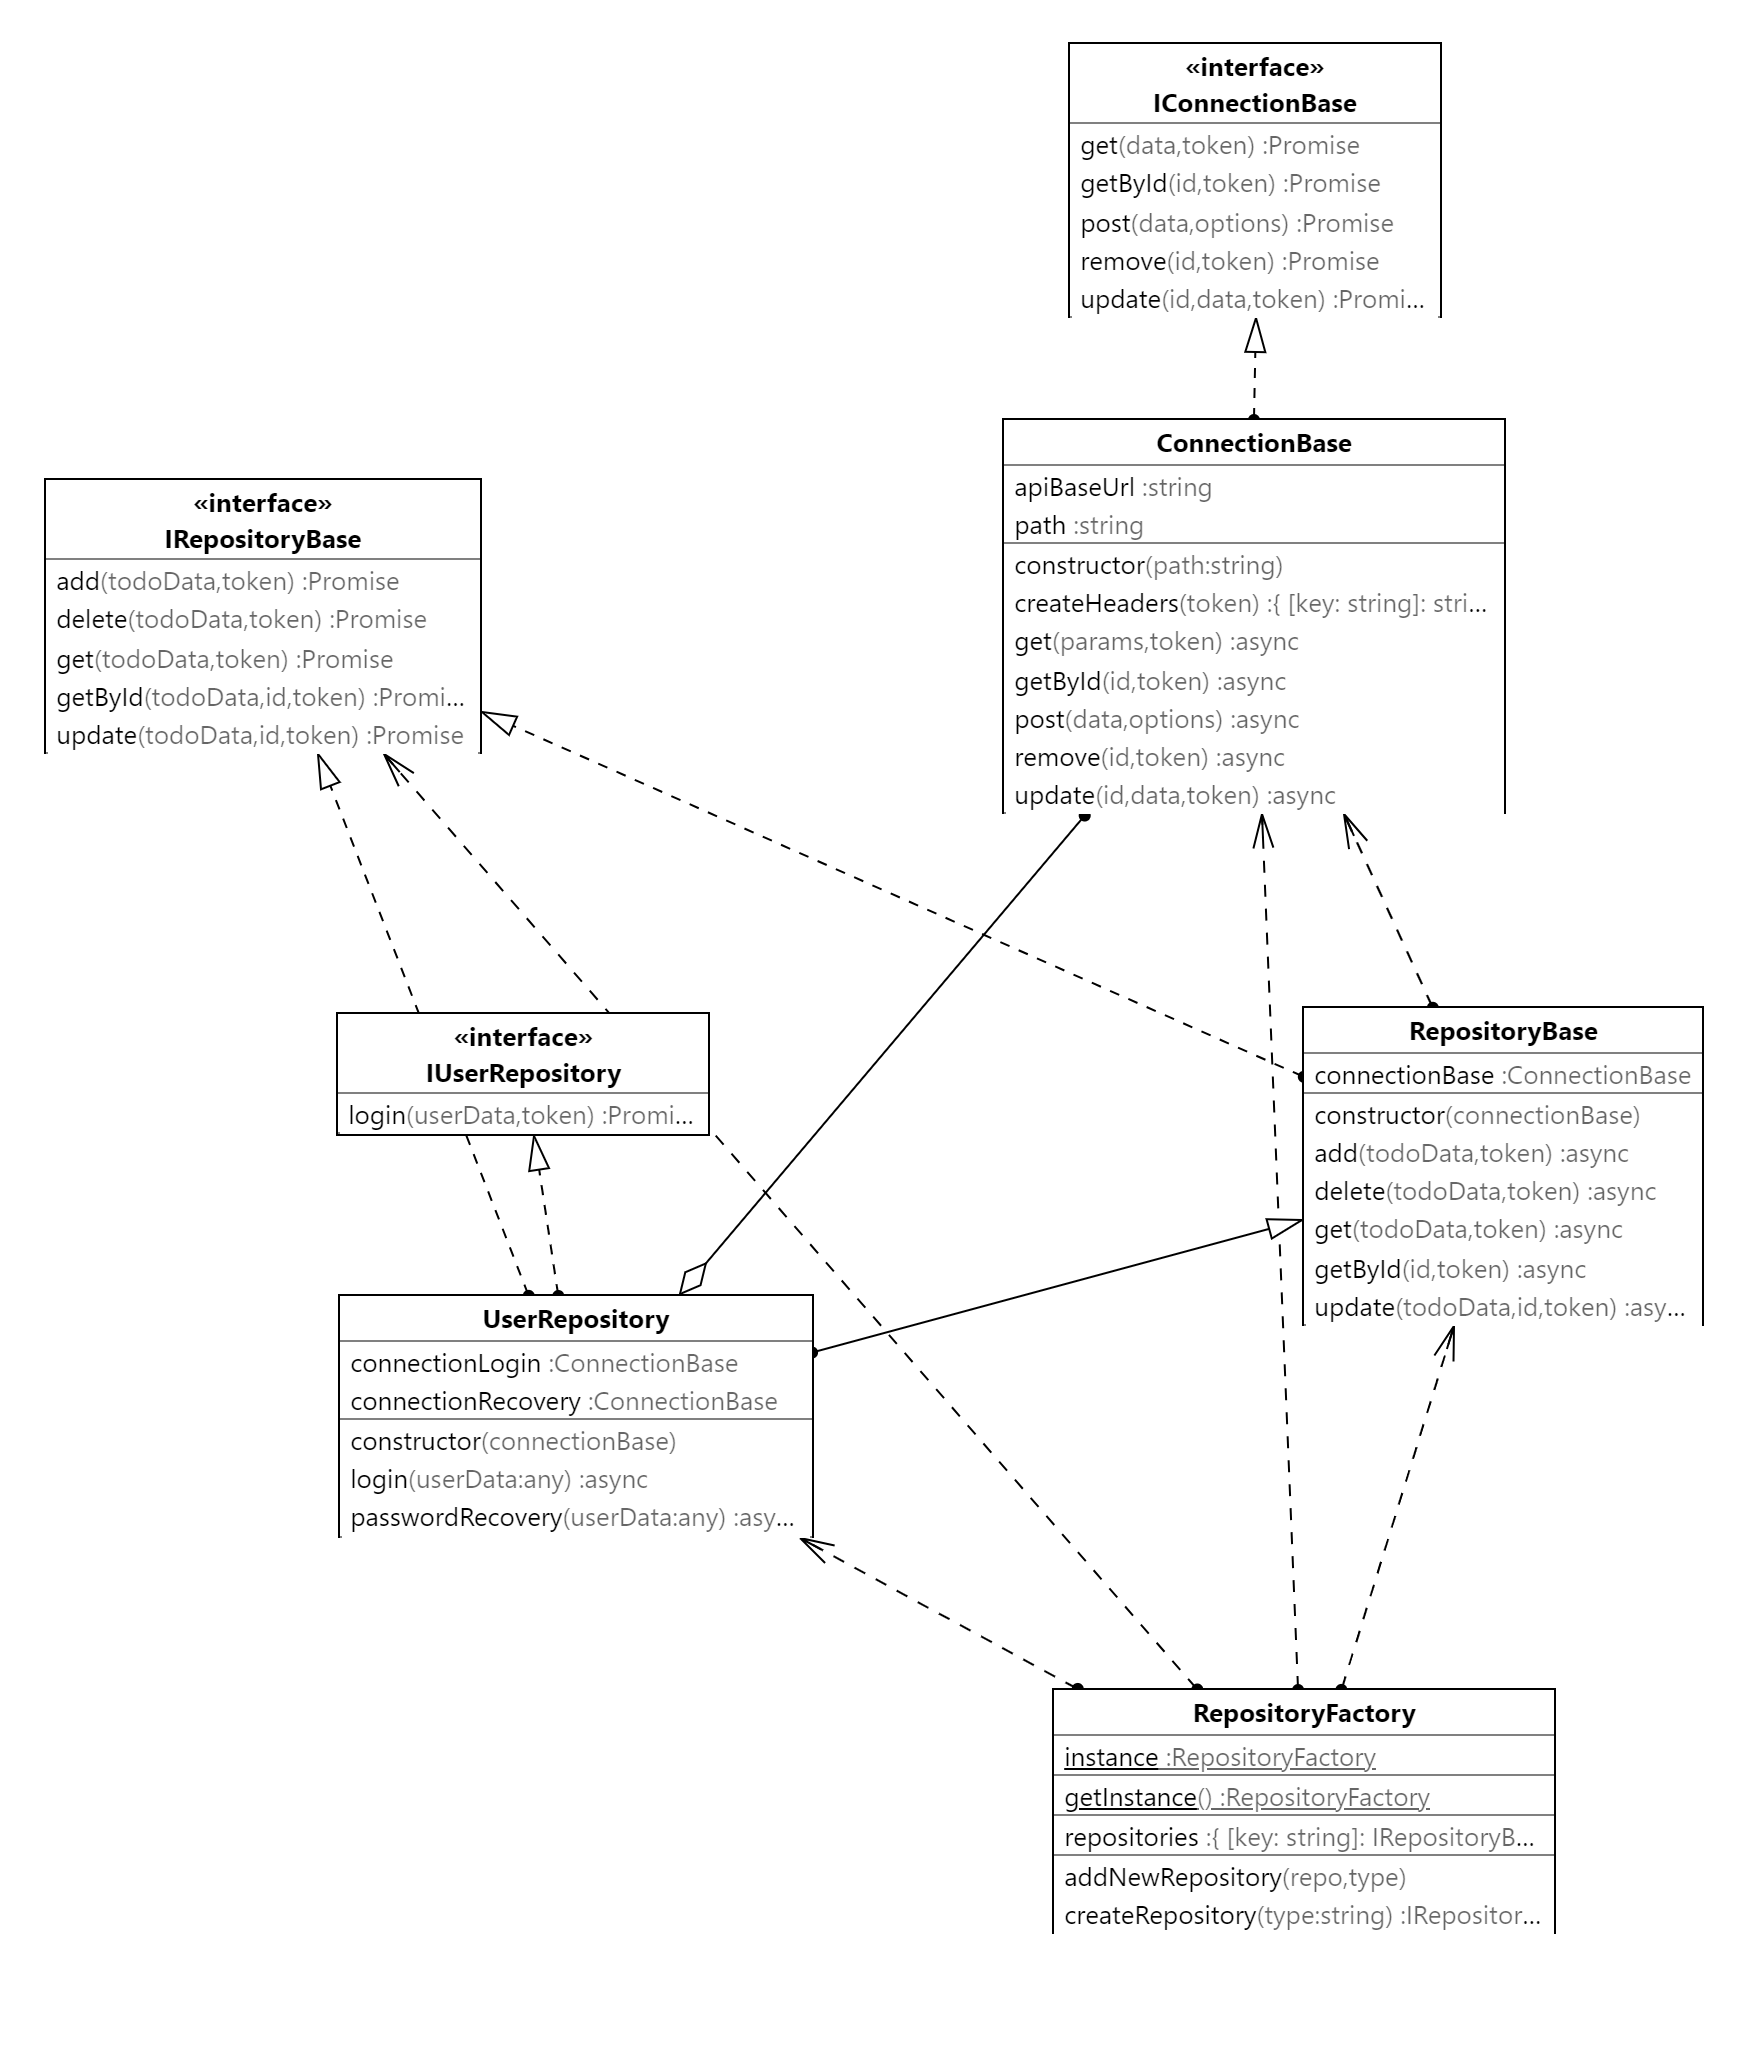 «interface»
IConnectionBase
get(data,token) :Promise
getById(id,token) :Promise
post(data,options) :Promise
remove(id,token) :Promise
update(id,data,token) :Promi...
ConnectionBase
apiBaseUrl :string
path :string
constructor(path:string)
createHeaders(token) :{ [key: string]: stri...
get(params,token) :async
getById(id,token) :async
post(data,options) :async
remove(id,token) :async
update(id,data,token) :async
«interface»
IRepositoryBase
add(todoData,token) :Promise
delete(todoData,token) :Promise
get(todoData,token) :Promise
getById(todoData,id,token) :Promi...
update(todoData,id,token) :Promise
«interface»
IUserRepository
login(userData,token) :Promi...
RepositoryBase
connectionBase :ConnectionBase
constructor(connectionBase)
add(todoData,token) :async
delete(todoData,token) :async
get(todoData,token) :async
getById(id,token) :async
update(todoData,id,token) :asy...
UserRepository
connectionLogin :ConnectionBase
connectionRecovery :ConnectionBase
constructor(connectionBase)
login(userData:any) :async
passwordRecovery(userData:any) :asy...
RepositoryFactory
instance :RepositoryFactory
getInstance() :RepositoryFactory
repositories :{ [key: string]: IRepositoryB...
addNewRepository(repo,type)
createRepository(type:string) :IRepositor...